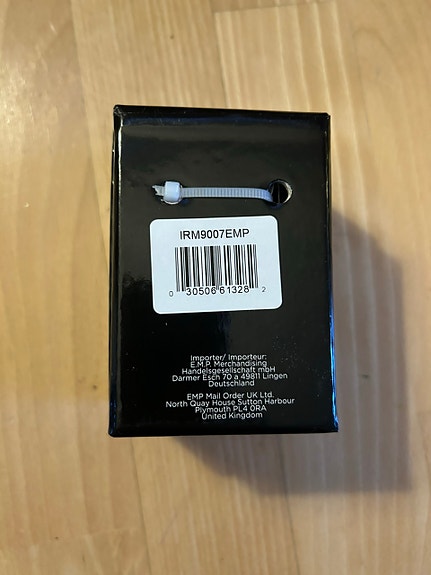 IRM9007EMP
0 30506 61328 2
Importer/ Importeur:
E.M.P. Merchandising
Handelsgesellschaft mbH
Darmer Esch 70 a 49811 Lingen
Deutschland
EMP Mail Order UK Ltd.
North Quay House Sutton Harbour
Plymouth PL4 0RA
United Kingdom